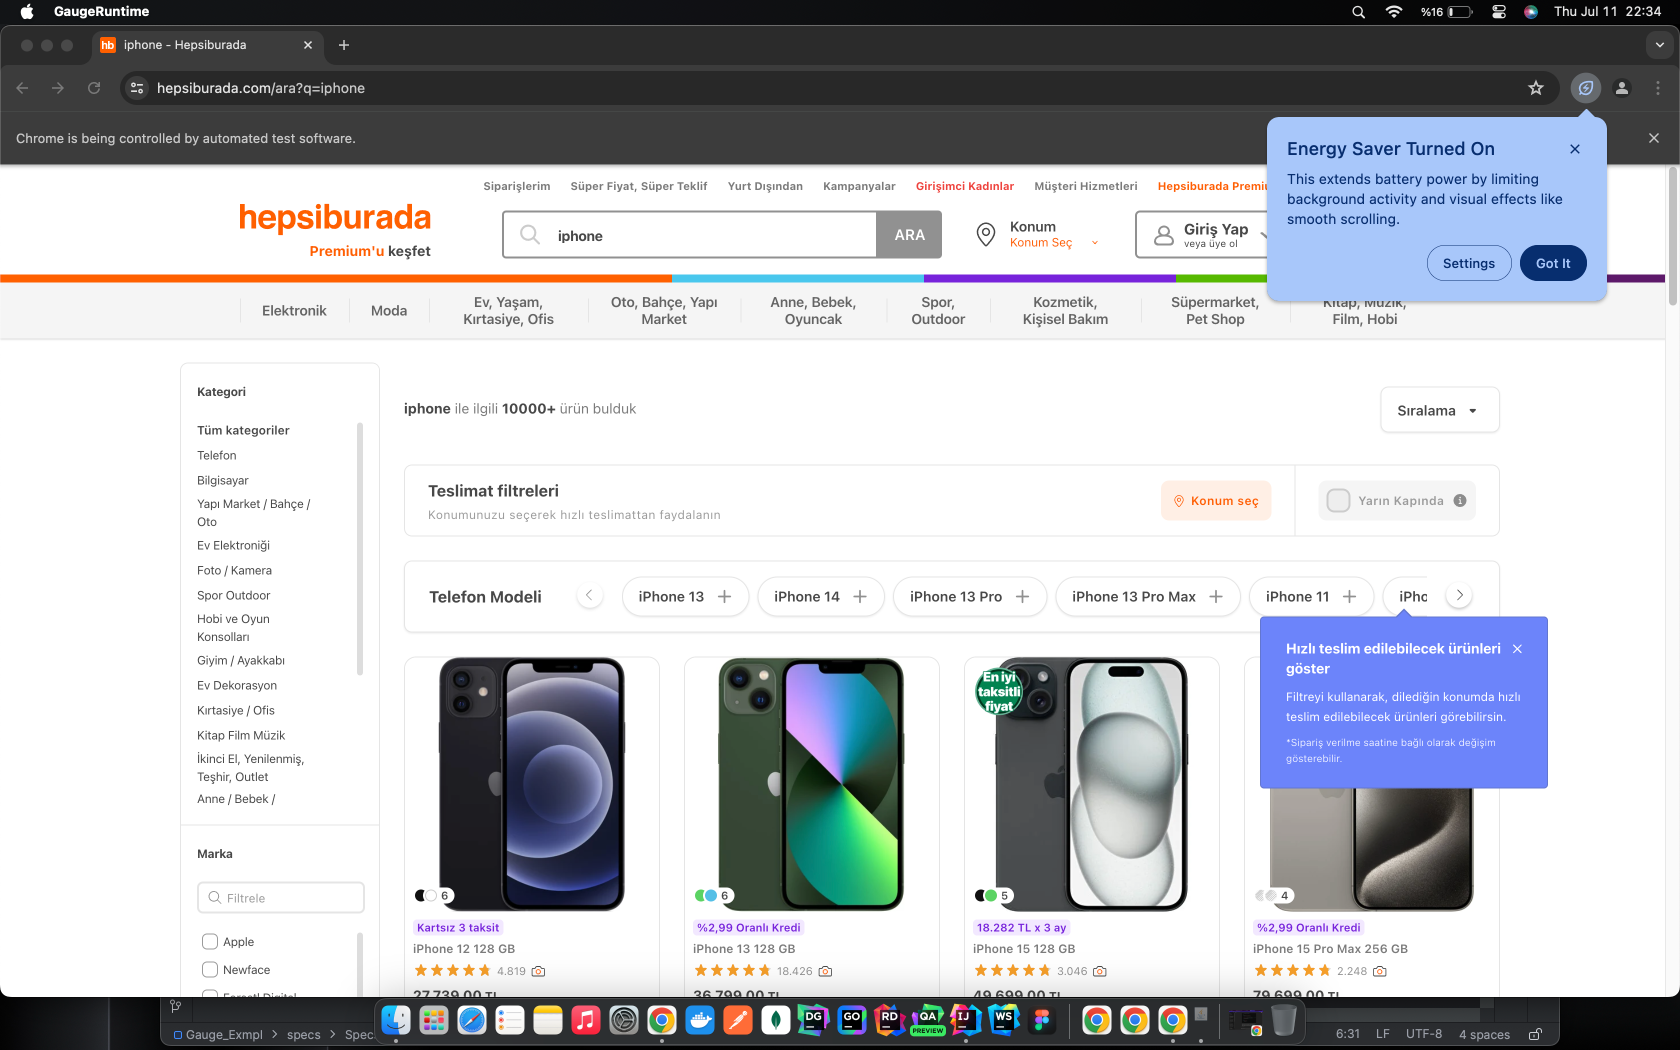 GaugeRuntime
%16
Thu Jul 11 22:34
hb iphone - Hepsiburada
hepsiburada.com/ara?q=iphone
Chrome is being controlled by automated test software.
Energy Saver Turned On
This extends battery power by limiting
background activity and visual effects like
smooth scrolling.
Settings
Got It
Siparişlerim
Süper Fiyat, Süper Teklif
Yurt Dışından
Kampanyalar
Girişimci Kadınlar
Müşteri Hizmetleri
Hepsiburada
hepsiburada
Premium'u keşfet
iphone
ARA
Konum
Konum Seç
Giriş Yap
veya üye ol
Elektronik
Moda
Ev, Yaşam,
Kırtasiye, Ofis
Oto, Bahçe, Yapı
Market
Anne, Bebek,
Oyuncak
Spor,
Outdoor
Kozmetik,
Kişisel Bakım
Süpermarket,
Pet Shop
Kitap, Müzik,
Film, Hobi
Kategori
Tüm kategoriler
Telefon
Bilgisayar
Yapı Market / Bahçe /
Oto
Ev Elektroniği
Foto / Kamera
Spor Outdoor
Hobi ve Oyun
Konsolları
Giyim / Ayakkabı
Ev Dekorasyon
Kırtasiye / Ofis
Kitap Film Müzik
İkinci El, Yenilenmiş,
Teşhir, Outlet
Anne / Bebek /
Marka
Filtrele
Apple
Newface
iphone ile ilgili 10000+ ürün bulduk
Sıralama
Teslimat filtreleri
Konumunuzu seçerek hızlı teslimattan faydalanın
Konum seç
Yarın Kapında
Telefon Modeli
iPhone 13
iPhone 14
iPhone 13 Pro
iPhone 13 Pro Max
iPhone 11
iPho
Hızlı teslim edilebilecek ürünleri
göster
Filtreyi kullanarak, dilediğin konumda hızlı
teslim edilebilecek ürünleri görebilirsin.
*Sipariş verilme saatine bağlı olarak değişim
gösterebilir.
6
Kartsız 3 taksit
iPhone 12 128 GB
4.819
27.739,00 TL
6
%2,99 Oranlı Kredi
iPhone 13 128 GB
18.426
36.799,00 TL
En iyi
taksitli
fiyat
5
18.282 TL x 3 ay
iPhone 15 128 GB
3.046
49.699,00 TL
4
%2,99 Oranlı Kredi
iPhone 15 Pro Max 256 GB
2.248
79.699,00 TL
DG
GO
RD
QA
PREVIEW
IJ
WS
Gauge_Exmpl
specs
Spec
6:31
LF
UTF-8
4 spaces